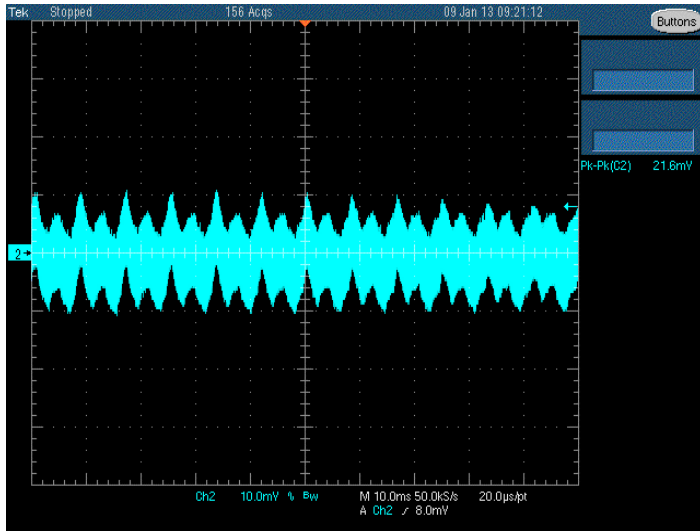 Tek Stopped 156 Acqs 09 Jan 13 09:21:12
Buttons
Pk-Pk(C2) 21.6mV
2
Ch2 10.0mV ∿ Bw M 10.0ms 50.0kS/s 20.0µs/pt
A Ch2 ∕ 8.0mV